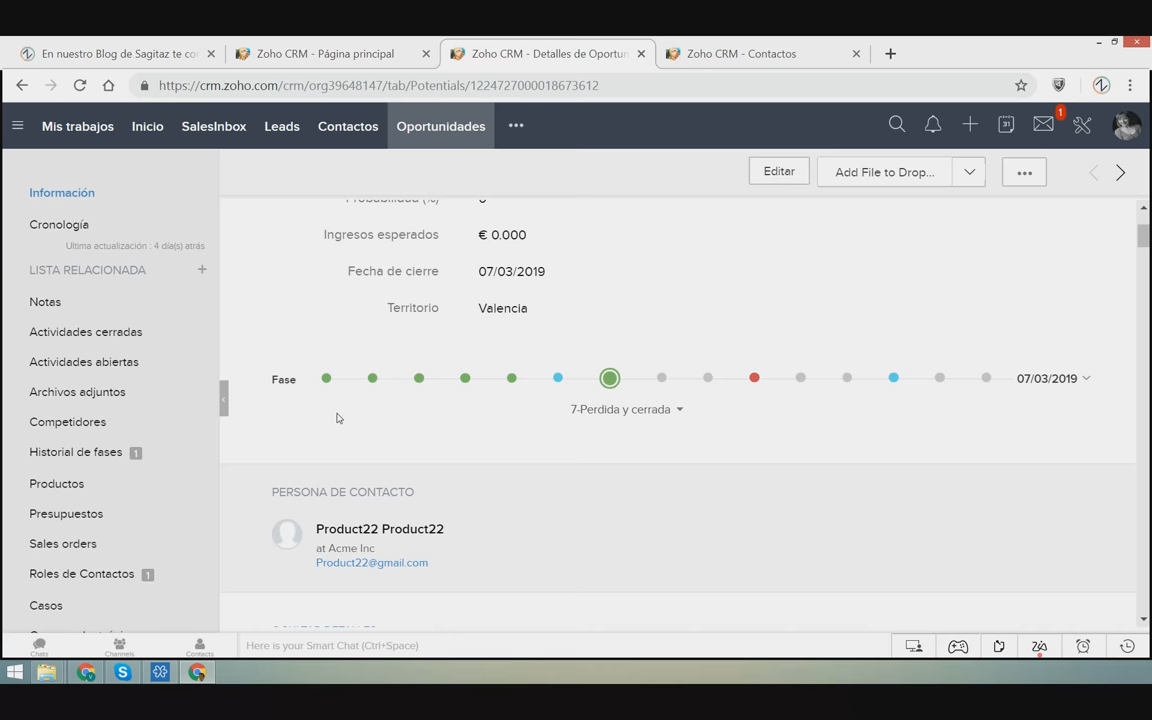 En nuestro Blog de Sagitaz te co
Zoho CRM - Página principal
Zoho CRM - Detalles de Oportun
Zoho CRM - Contactos
https://crm.zoho.com/crm/org39648147/tab/Potentials/1224727000018673612
Mis trabajos
Inicio
SalesInbox
Leads
Contactos
Oportunidades
•••
31
1
Editar
Add File to Drop...
•••
Información
Cronología
Ultima actualización : 4 día(s) atrás
LISTA RELACIONADA
Notas
Actividades cerradas
Actividades abiertas
Archivos adjuntos
Competidores
Historial de fases 1
Productos
Presupuestos
Sales orders
Roles de Contactos 1
Casos
Probabilidad (%)
Ingresos esperados € 0.000
Fecha de cierre 07/03/2019
Territorio Valencia
Fase
07/03/2019
7-Perdida y cerrada
PERSONA DE CONTACTO
Product22 Product22
at Acme Inc
Product22@gmail.com
Chats
Channels
Contacts
Here is your Smart Chat (Ctrl+Space)